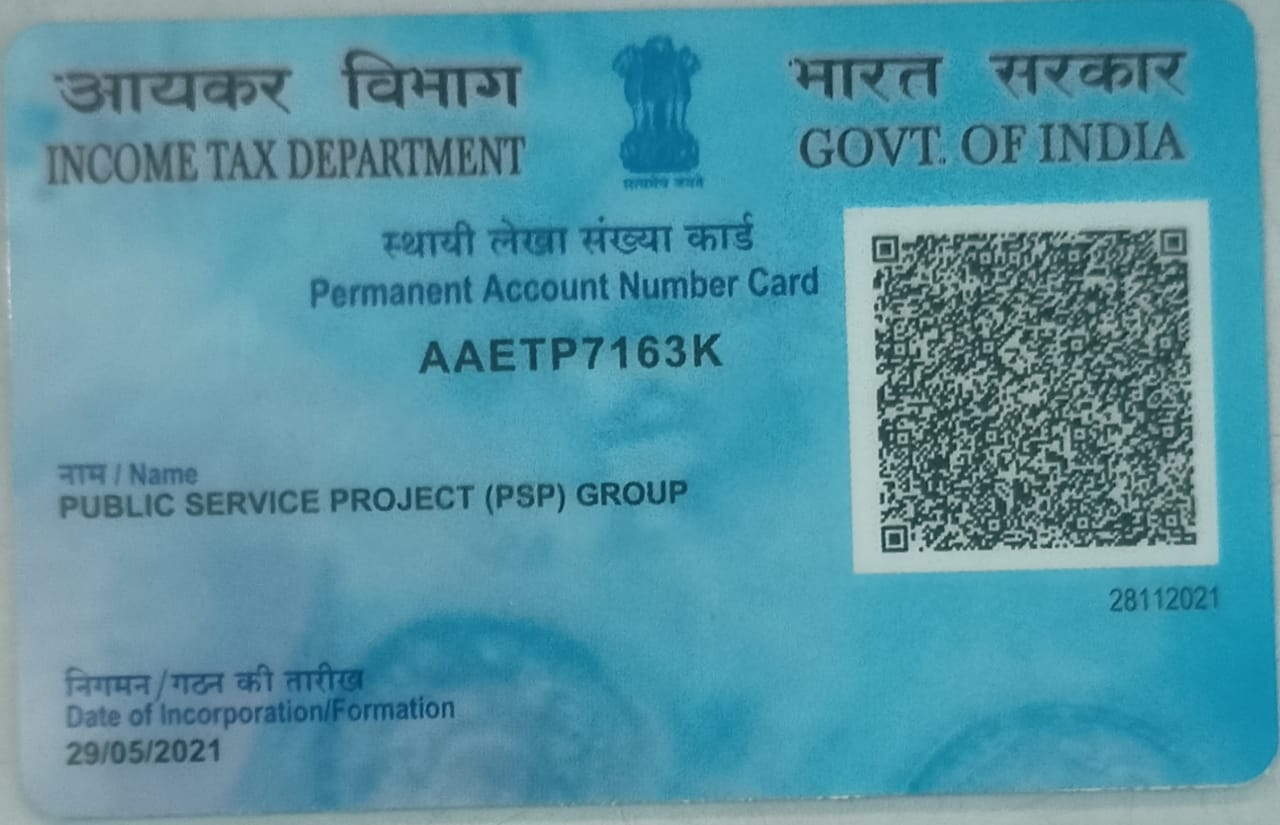 आयकर विभाग
INCOME TAX DEPARTMENT
सत्यमेव जयते
भारत सरकार
GOVT. OF INDIA
स्थायी लेखा संख्या कार्ड
Permanent Account Number Card
AAETP7163K
नाम / Name
PUBLIC SERVICE PROJECT (PSP) GROUP
28112021
निगमन/गठन की तारीख
Date of Incorporation/Formation
29/05/2021